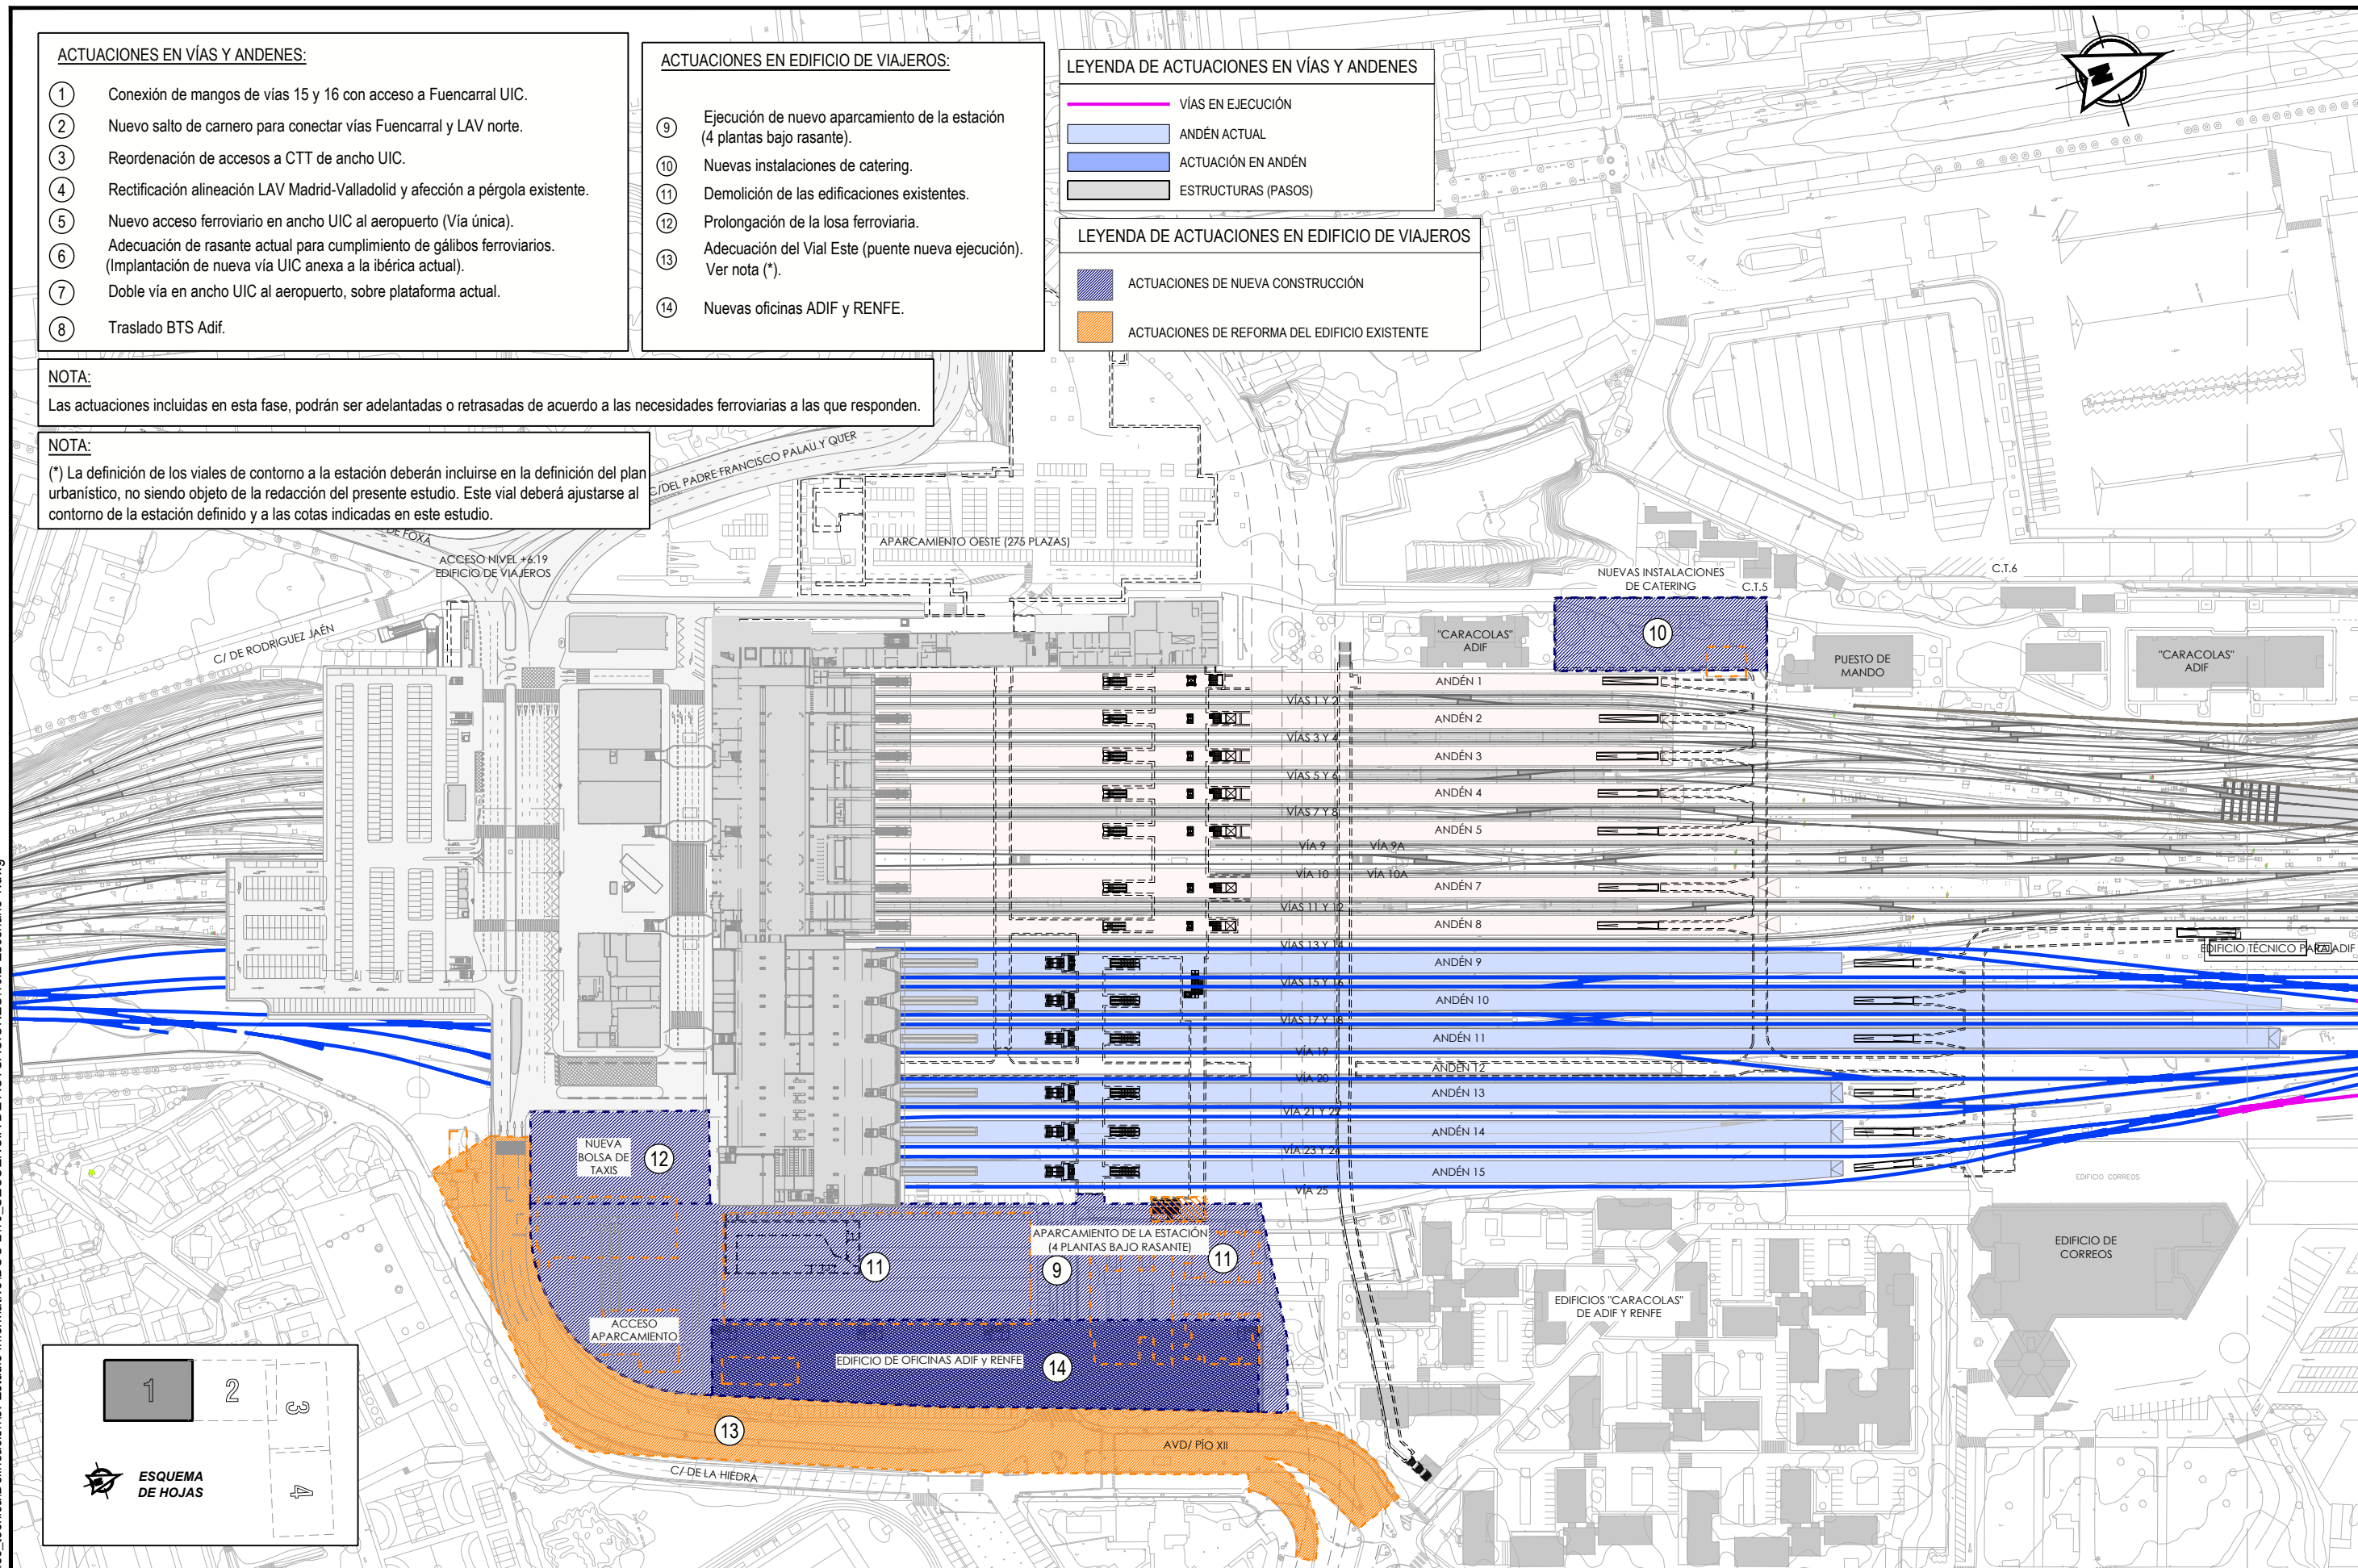 ACTUACIONES EN VÍAS Y ANDENES:
1 Conexión de mangos de vías 15 y 16 con acceso a Fuencarral UIC.
2 Nuevo salto de carnero para conectar vías Fuencarral y LAV norte.
3 Reordenación de accesos a CTT de ancho UIC.
4 Rectificación alineación LAV Madrid-Valladolid y afección a pérgola existente.
5 Nuevo acceso ferroviario en ancho UIC al aeropuerto (Vía única).
6 Adecuación de rasante actual para cumplimiento de gálibos ferroviarios.
(Implantación de nueva vía UIC anexa a la ibérica actual).
7 Doble vía en ancho UIC al aeropuerto, sobre plataforma actual.
8 Traslado BTS Adif.
ACTUACIONES EN EDIFICIO DE VIAJEROS:
9 Ejecución de nuevo aparcamiento de la estación
(4 plantas bajo rasante).
10 Nuevas instalaciones de catering.
11 Demolición de las edificaciones existentes.
12 Prolongación de la losa ferroviaria.
13 Adecuación del Vial Este (puente nueva ejecución).
Ver nota (*).
14 Nuevas oficinas ADIF y RENFE.
LEYENDA DE ACTUACIONES EN VÍAS Y ANDENES
VÍAS EN EJECUCIÓN
ANDÉN ACTUAL
ACTUACIÓN EN ANDÉN
ESTRUCTURAS (PASOS)
LEYENDA DE ACTUACIONES EN EDIFICIO DE VIAJEROS
ACTUACIONES DE NUEVA CONSTRUCCIÓN
ACTUACIONES DE REFORMA DEL EDIFICIO EXISTENTE
N
NOTA:
Las actuaciones incluidas en esta fase, podrán ser adelantadas o retrasadas de acuerdo a las necesidades ferroviarias a las que responden.
NOTA:
(*) La definición de los viales de contorno a la estación deberán incluirse en la definición del plan
urbanístico, no siendo objeto de la redacción del presente estudio. Este vial deberá ajustarse al
contorno de la estación definido y a las cotas indicadas en este estudio.
C/DEL PADRE FRANCISCO PALAU Y QUER
DE FOXA
ACCESO NIVEL +6.19
EDIFICIO DE VIAJEROS
C/ DE RODRIGUEZ JAÉN
APARCAMIENTO OESTE (275 PLAZAS)
NUEVAS INSTALACIONES
DE CATERING
C.T.5
C.T.6
10
"CARACOLAS"
ADIF
PUESTO DE
MANDO
"CARACOLAS"
ADIF
ANDÉN 1
VÍAS 1 Y 2
ANDÉN 2
VÍAS 3 Y 4
ANDÉN 3
VÍAS 5 Y 6
ANDÉN 4
VÍAS 7 Y 8
ANDÉN 5
VÍA 9
VÍA 9A
VÍA 10
VÍA 10A
ANDÉN 7
VÍAS 11 Y 12
ANDÉN 8
VÍAS 13 Y 14
EDIFICIO TÉCNICO PARA ADIF
ANDÉN 9
VÍAS 15 Y 16
ANDÉN 10
VÍAS 17 Y 18
ANDÉN 11
VÍA 19
ANDÉN 12
VÍA 20
ANDÉN 13
VÍA 21 Y 22
ANDÉN 14
VÍA 23 Y 24
ANDÉN 15
VÍA 25
NUEVA
BOLSA DE
TAXIS
12
EDIFICIO CORREOS
APARCAMIENTO DE LA ESTACIÓN
(4 PLANTAS BAJO RASANTE)
11
9
11
EDIFICIO DE
CORREOS
EDIFICIOS "CARACOLAS"
DE ADIF Y RENFE
ACCESO
APARCAMIENTO
EDIFICIO DE OFICINAS ADIF y RENFE
14
13
AVD/ PÍO XII
C/ DE LA HIEDRA
1
2
3
4
ESQUEMA
DE HOJAS